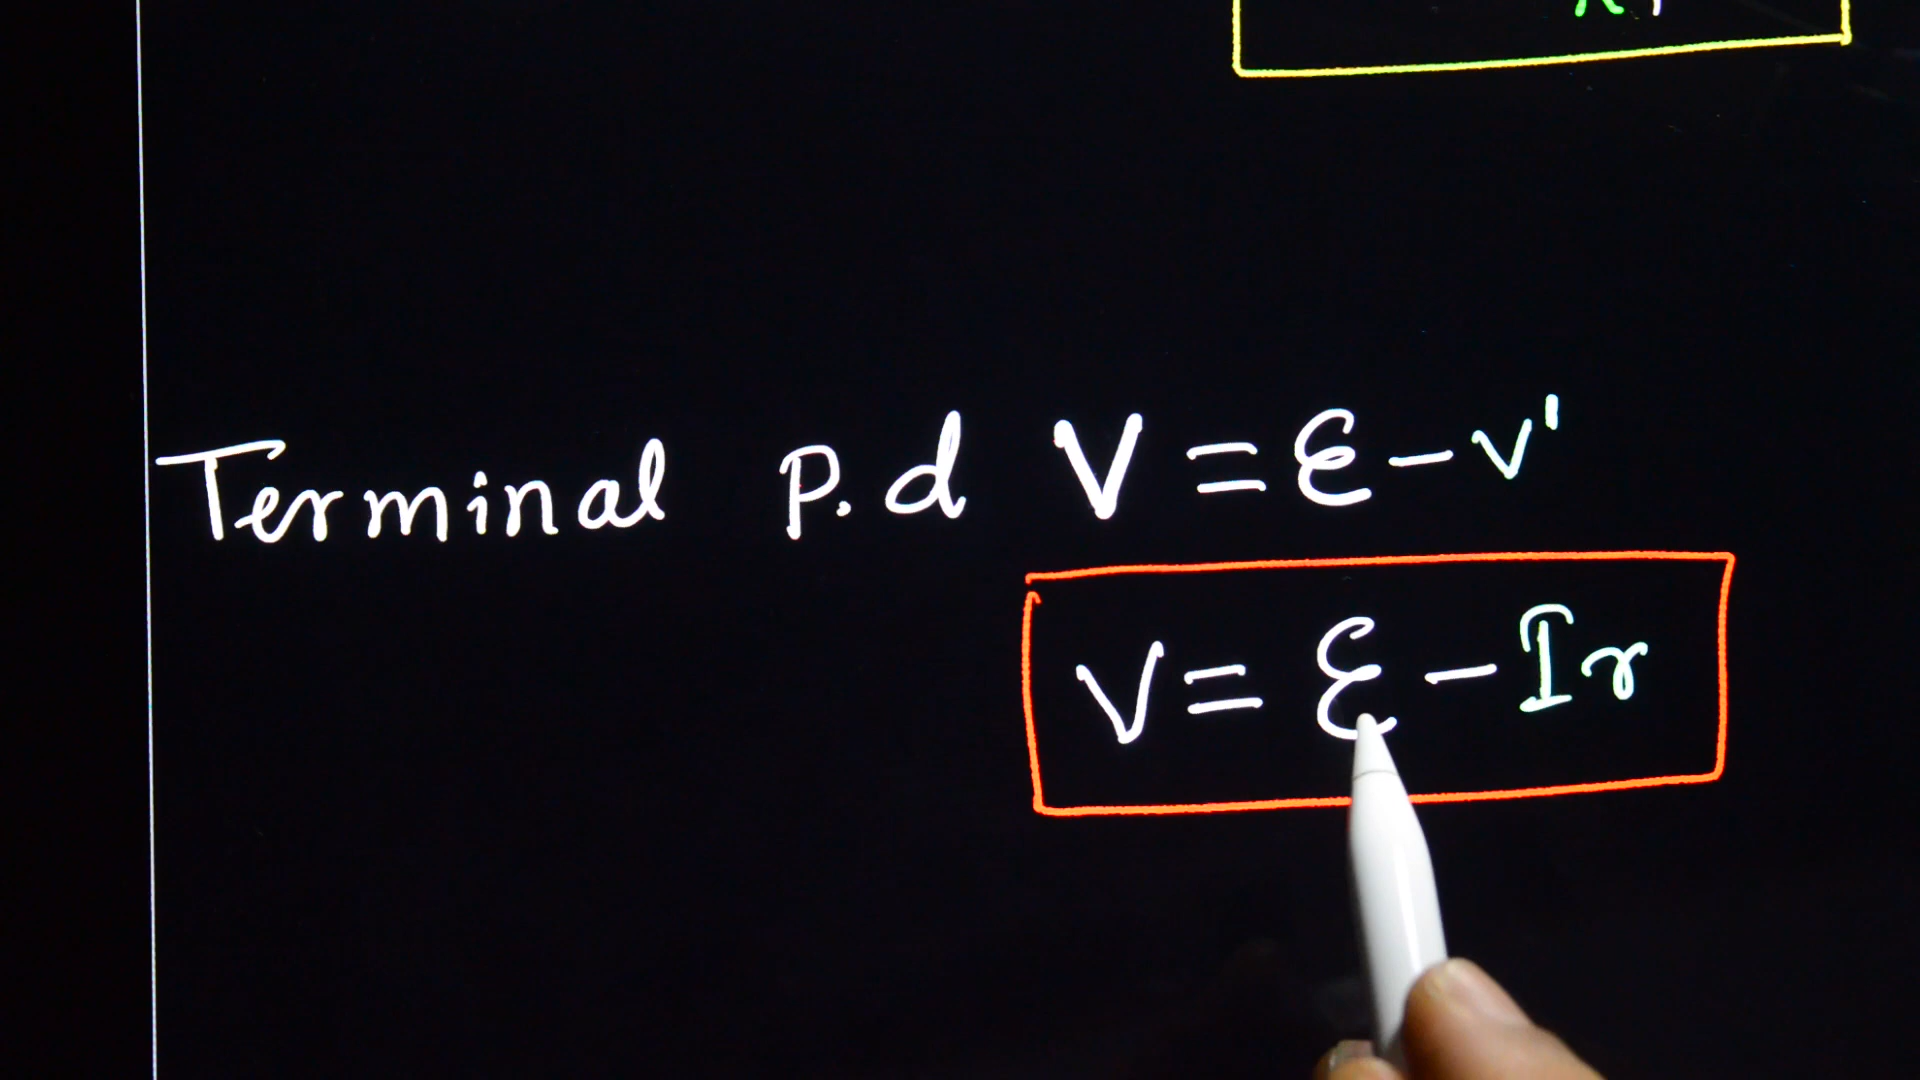 Terminal P.d V = ε - v'
V = ε - Ir